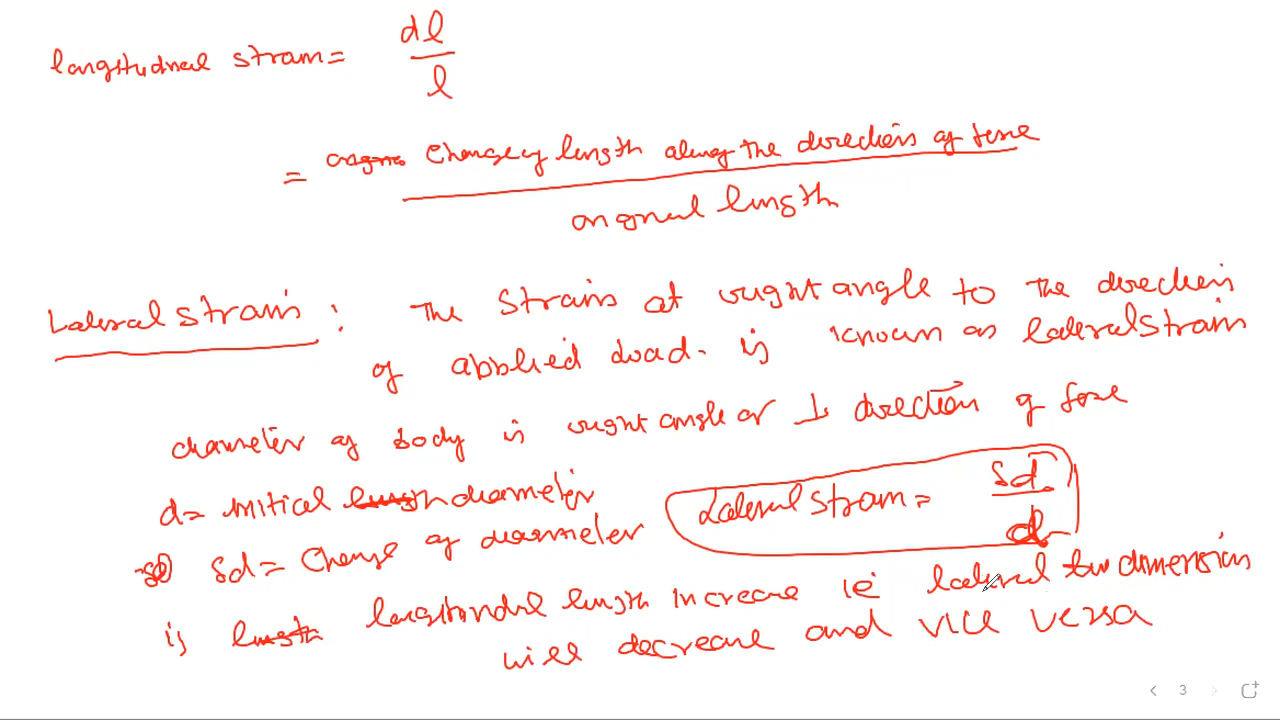 longitudinal strain = dl / l
= change of length along the direction of force / original length
Lateral strain : The strain at right angle to the direction
of applied load. is known as lateral strain
diameter of body is right angle or ⊥ direction of force
d = initial diameter
Lateral strain = δd / d
δd = change of diameter
is longitudinal length increase ie lateral dimension
will decrease and vice versa
3